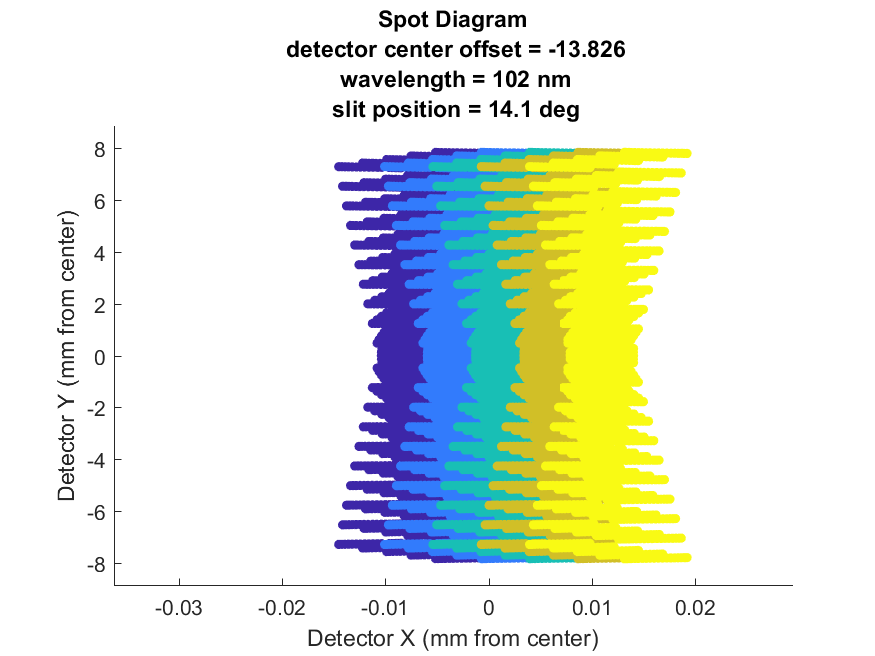 Spot Diagram
detector center offset = -13.826
wavelength = 102 nm
slit position = 14.1 deg
8
6
4
2
0
-2
-4
-6
-8
Detector Y (mm from center)
-0.03
-0.02
-0.01
0
0.01
0.02
Detector X (mm from center)